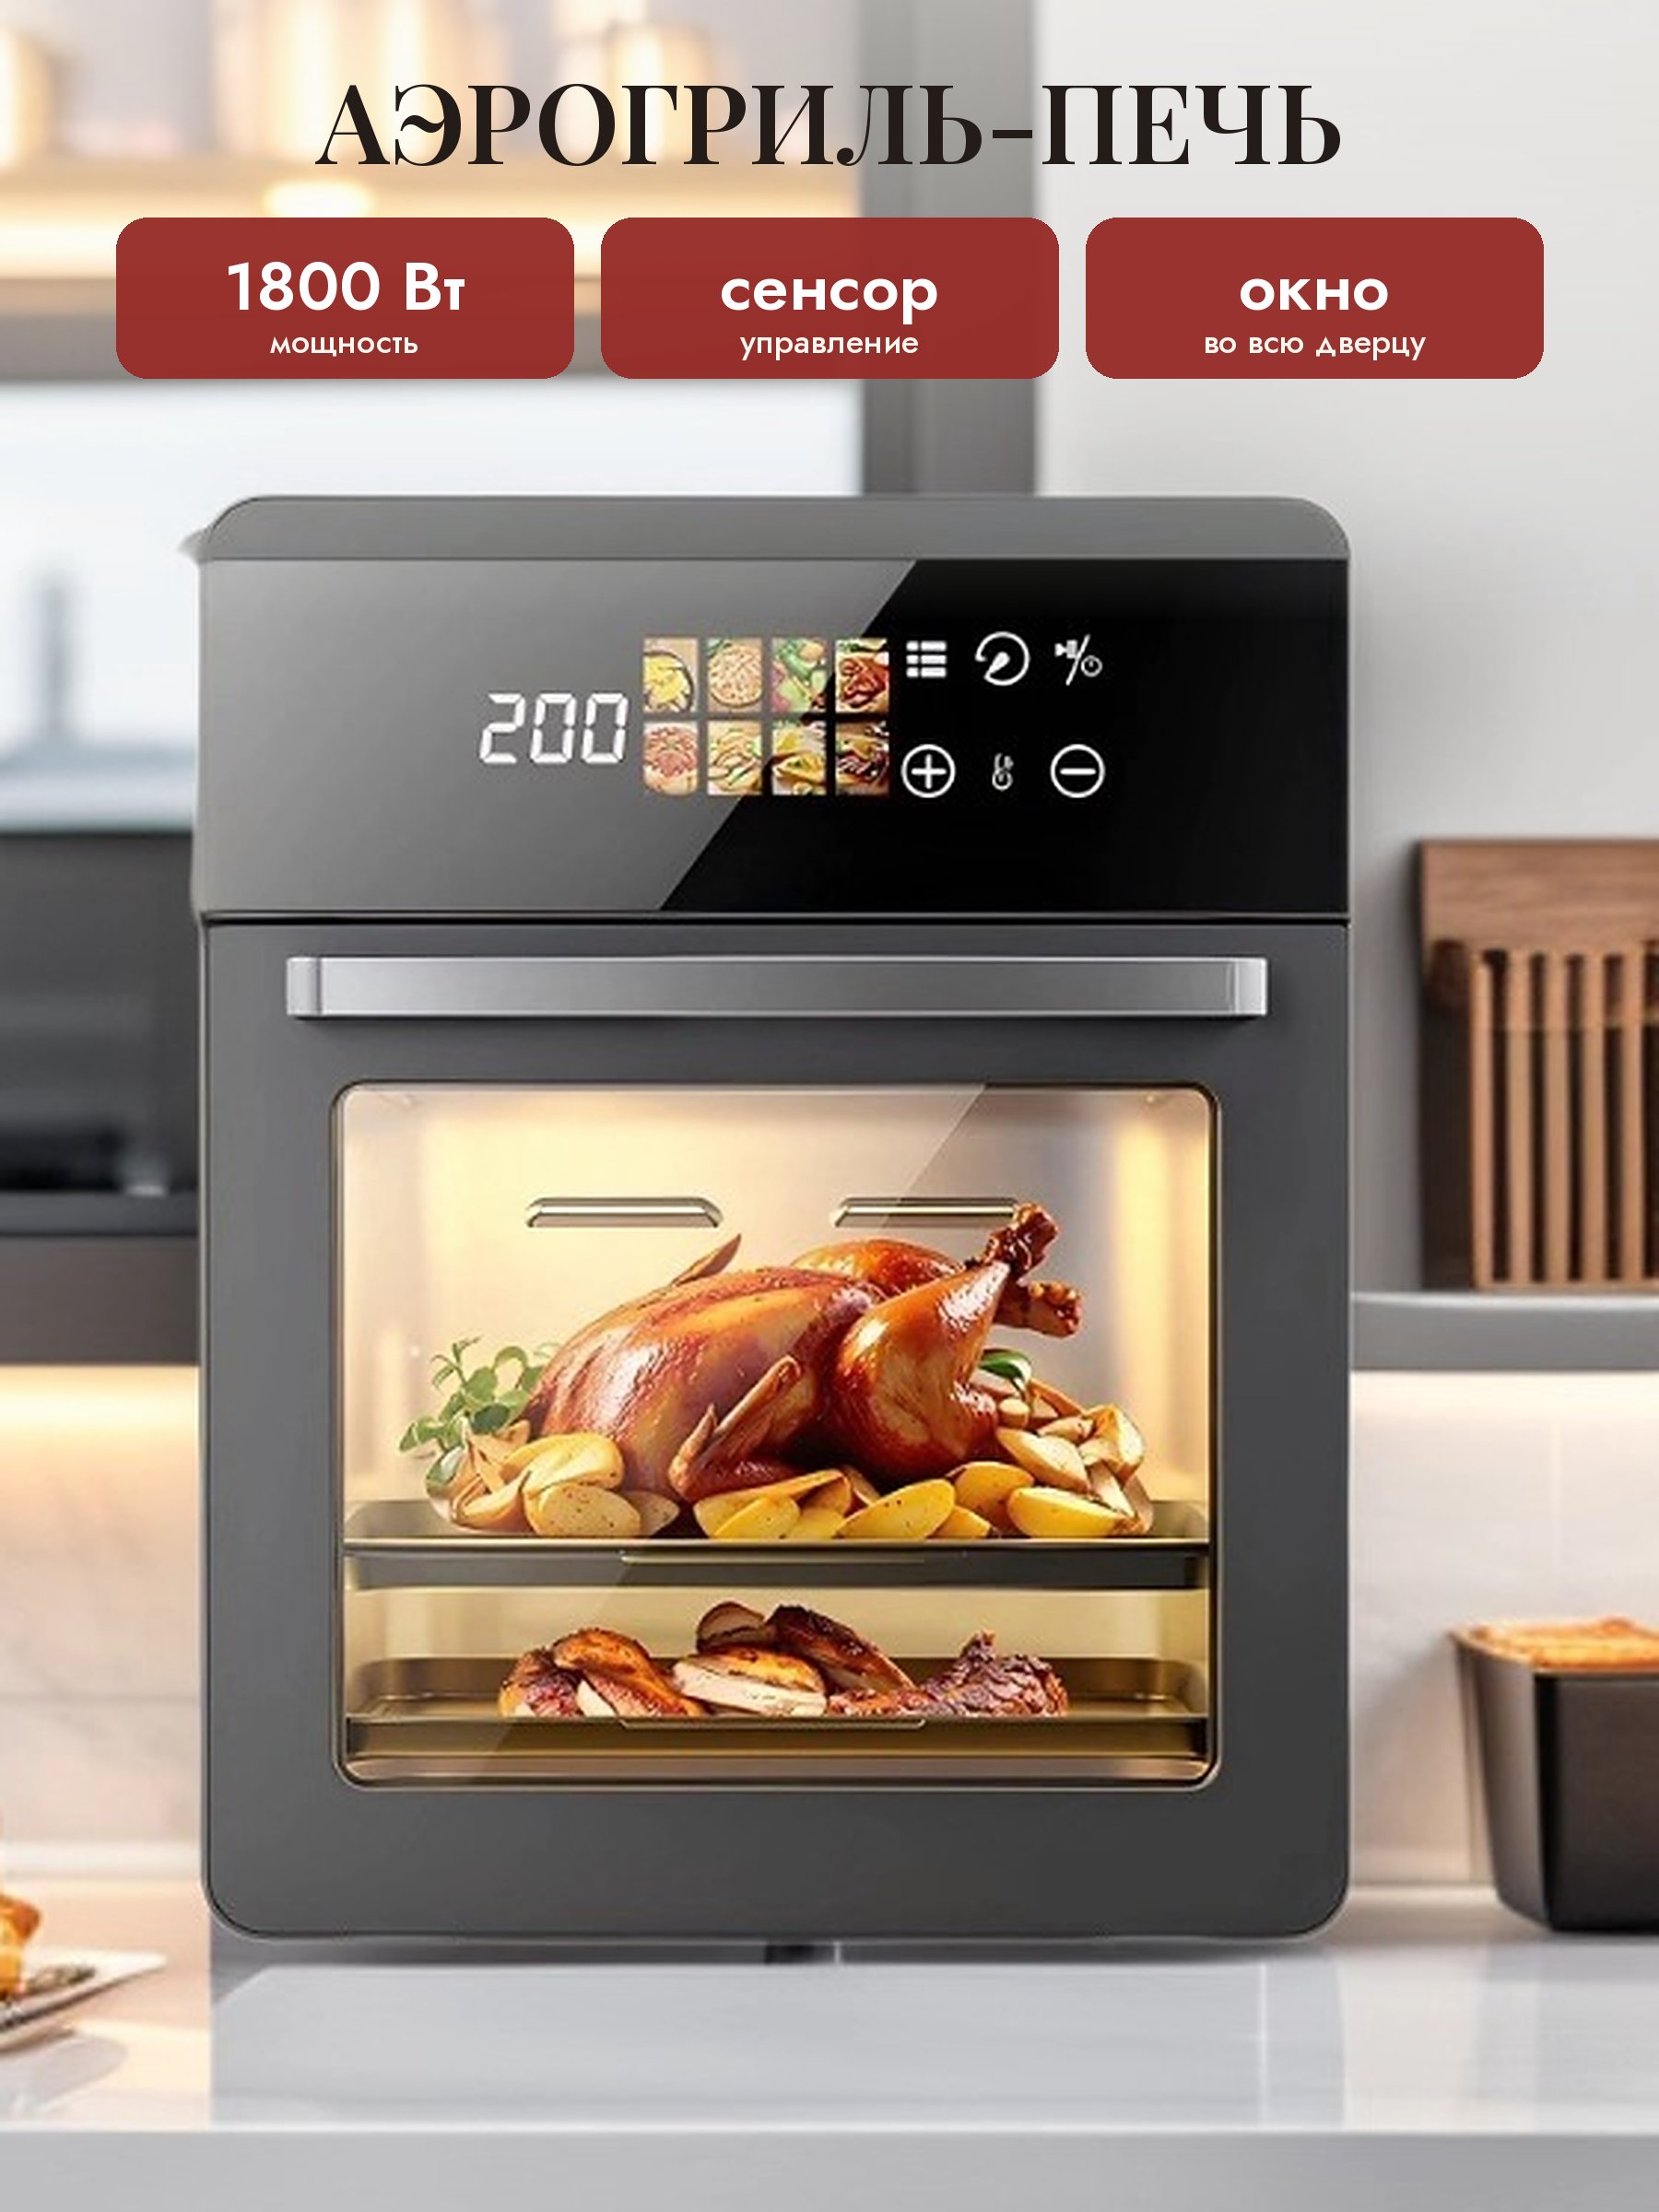 АЭРОГРИЛЬ-ПЕЧЬ
1800 Вт
мощность
сенсор
управление
окно
во всю дверцу
200